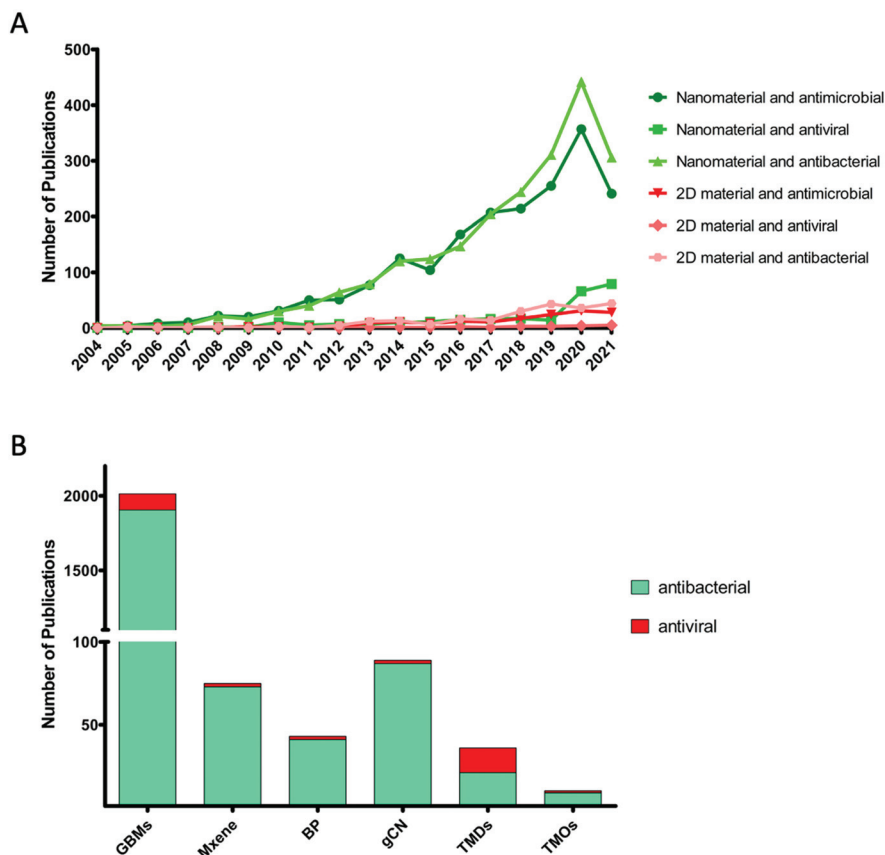 A
Number of Publications
500
400
300
200
100
0
2004
2005
2006
2007
2008
2009
2010
2011
2012
2013
2014
2015
2016
2017
2018
2019
2020
2021
Nanomaterial and antimicrobial
Nanomaterial and antiviral
Nanomaterial and antibacterial
2D material and antimicrobial
2D material and antiviral
2D material and antibacterial
B
Number of Publications
2000
1500
100
50
GBMs
Mxene
BP
gCN
TMDs
TMOs
antibacterial
antiviral